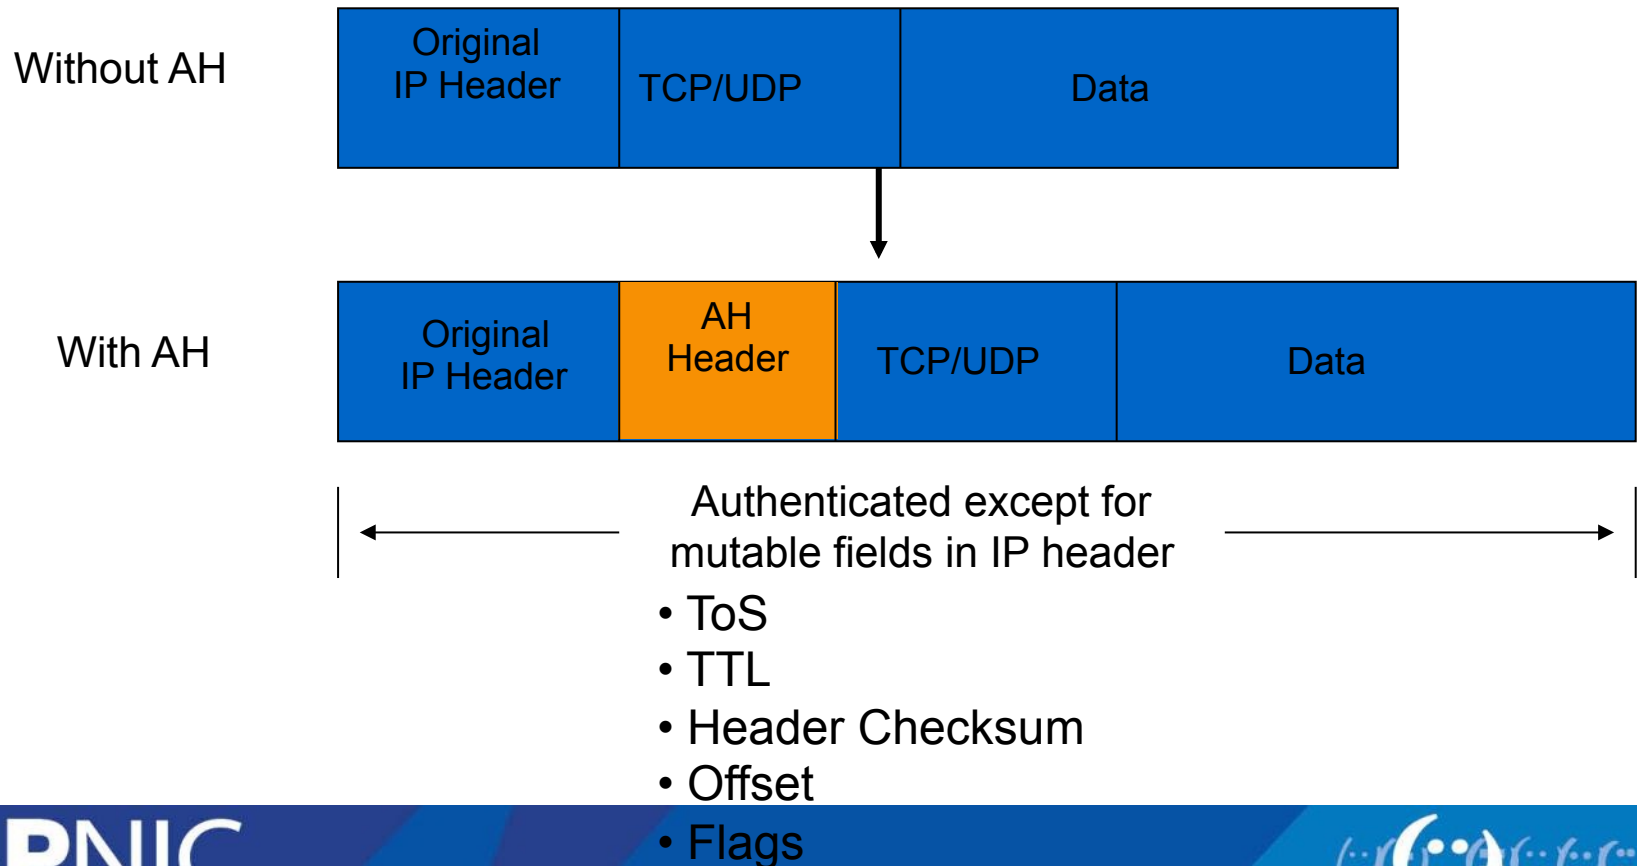 Without AH
Original
IP Header
TCP/UDP
Data
With AH
Original
IP Header
AH
Header
TCP/UDP
Data
Authenticated except for
mutable fields in IP header
• ToS
• TTL
• Header Checksum
• Offset
• Flags
PNIC